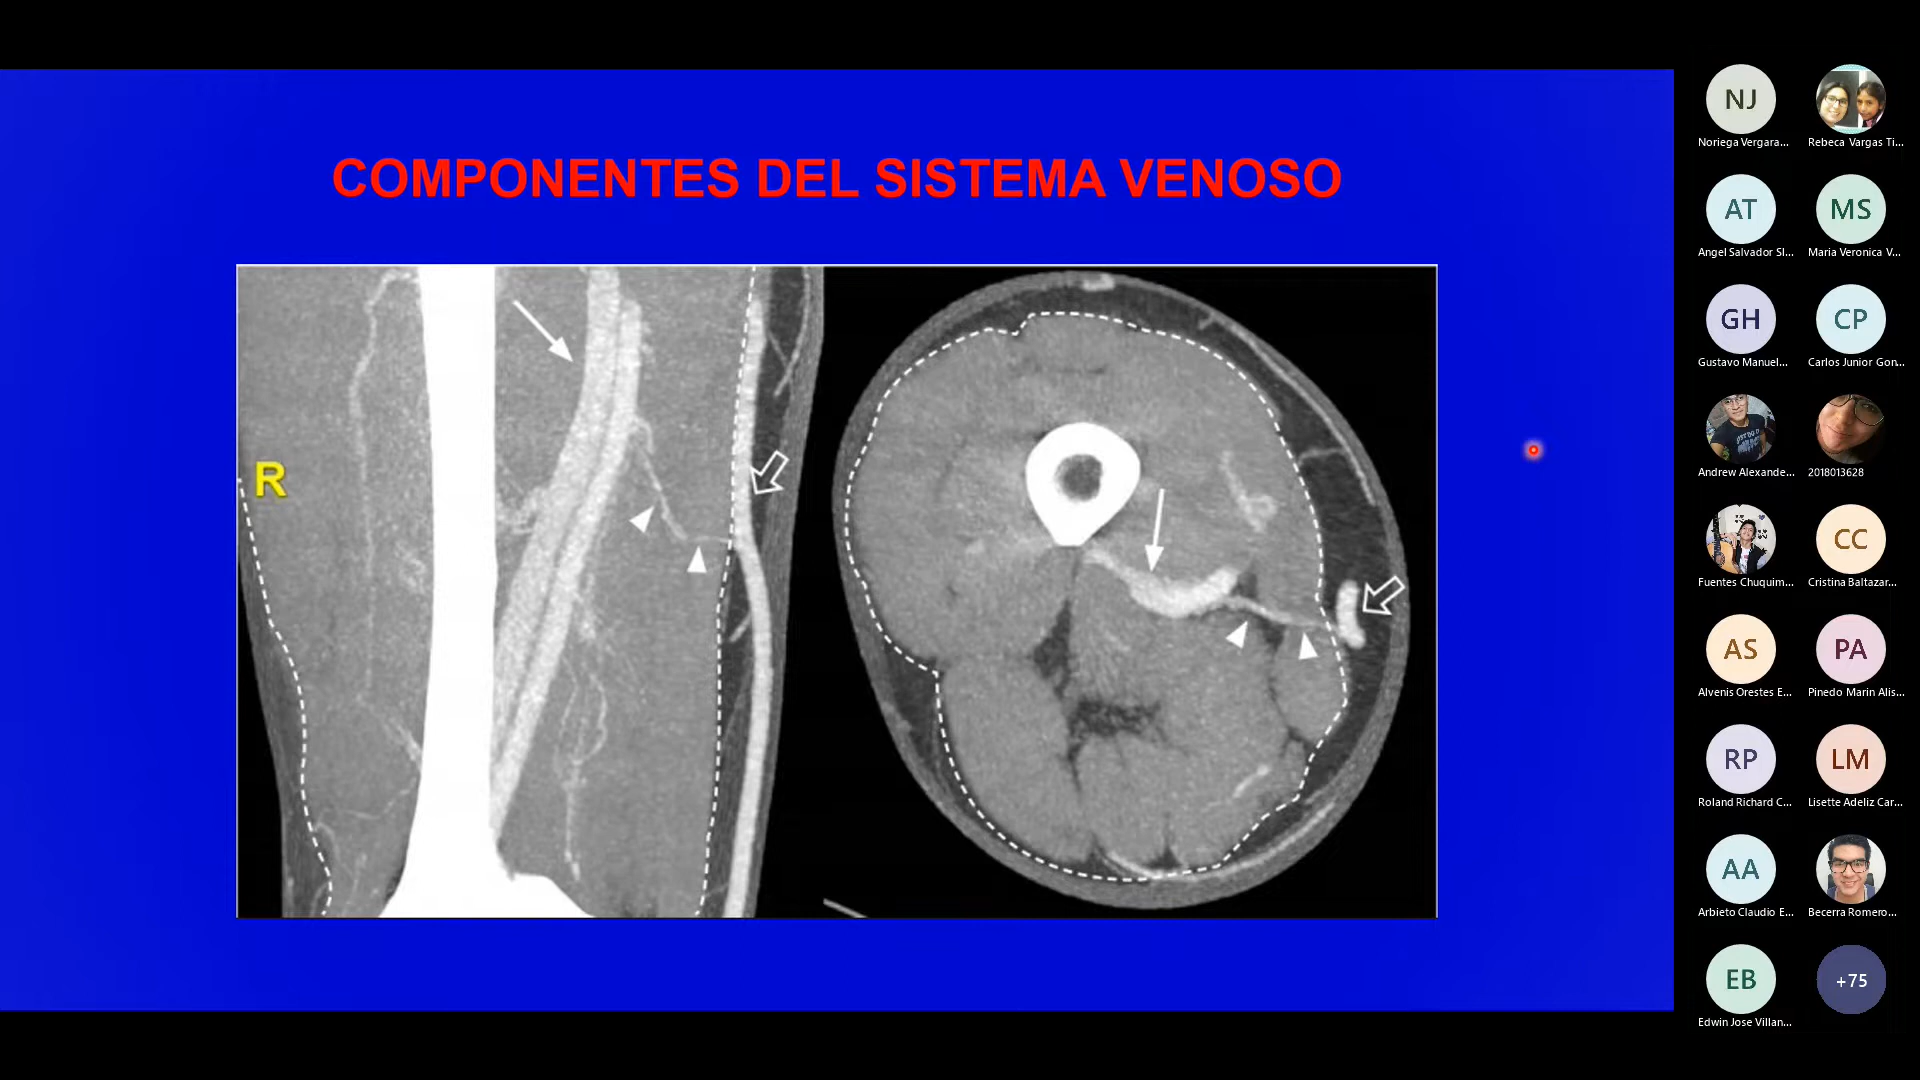 COMPONENTES DEL SISTEMA VENOSO
R
NJ
Noriega Vergara...
Rebeca Vargas Ti...
AT
Angel Salvador Sl...
MS
Maria Veronica V...
GH
Gustavo Manuel...
CP
Carlos Junior Gon...
Andrew Alexande...
2018013628
Fuentes Chuquim...
CC
Cristina Baltazar...
AS
Alvenis Orestes E...
PA
Pinedo Marin Alis...
RP
Roland Richard C...
LM
Lisette Adeliz Car...
AA
Arbieto Claudio E...
Becerra Romero...
EB
Edwin Jose Villan...
+75